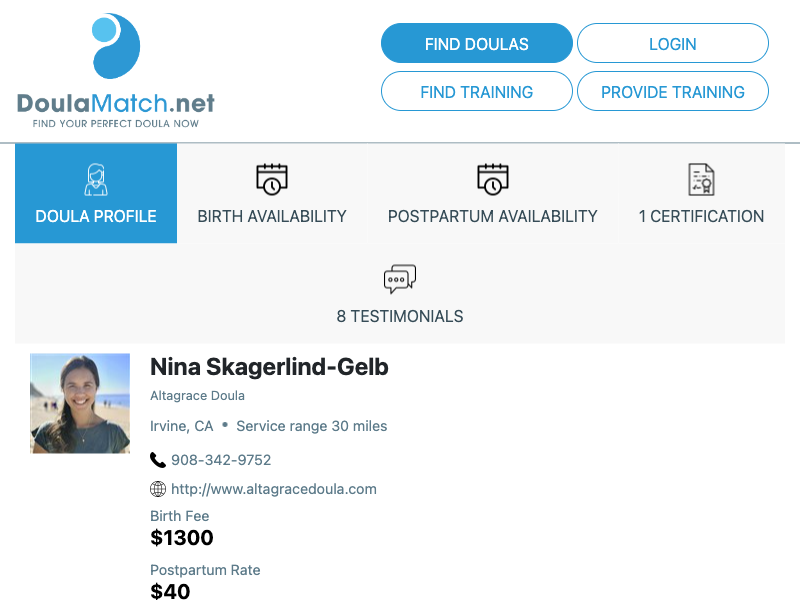 FIND DOULAS
LOGIN
DoulaMatch.net
FIND YOUR PERFECT DOULA NOW
FIND TRAINING
PROVIDE TRAINING
DOULA PROFILE
BIRTH AVAILABILITY
POSTPARTUM AVAILABILITY
1 CERTIFICATION
8 TESTIMONIALS
Nina Skagerlind-Gelb
Altagrace Doula
Irvine, CA • Service range 30 miles
908-342-9752
http://www.altagracedoula.com
Birth Fee
$1300
Postpartum Rate
$40